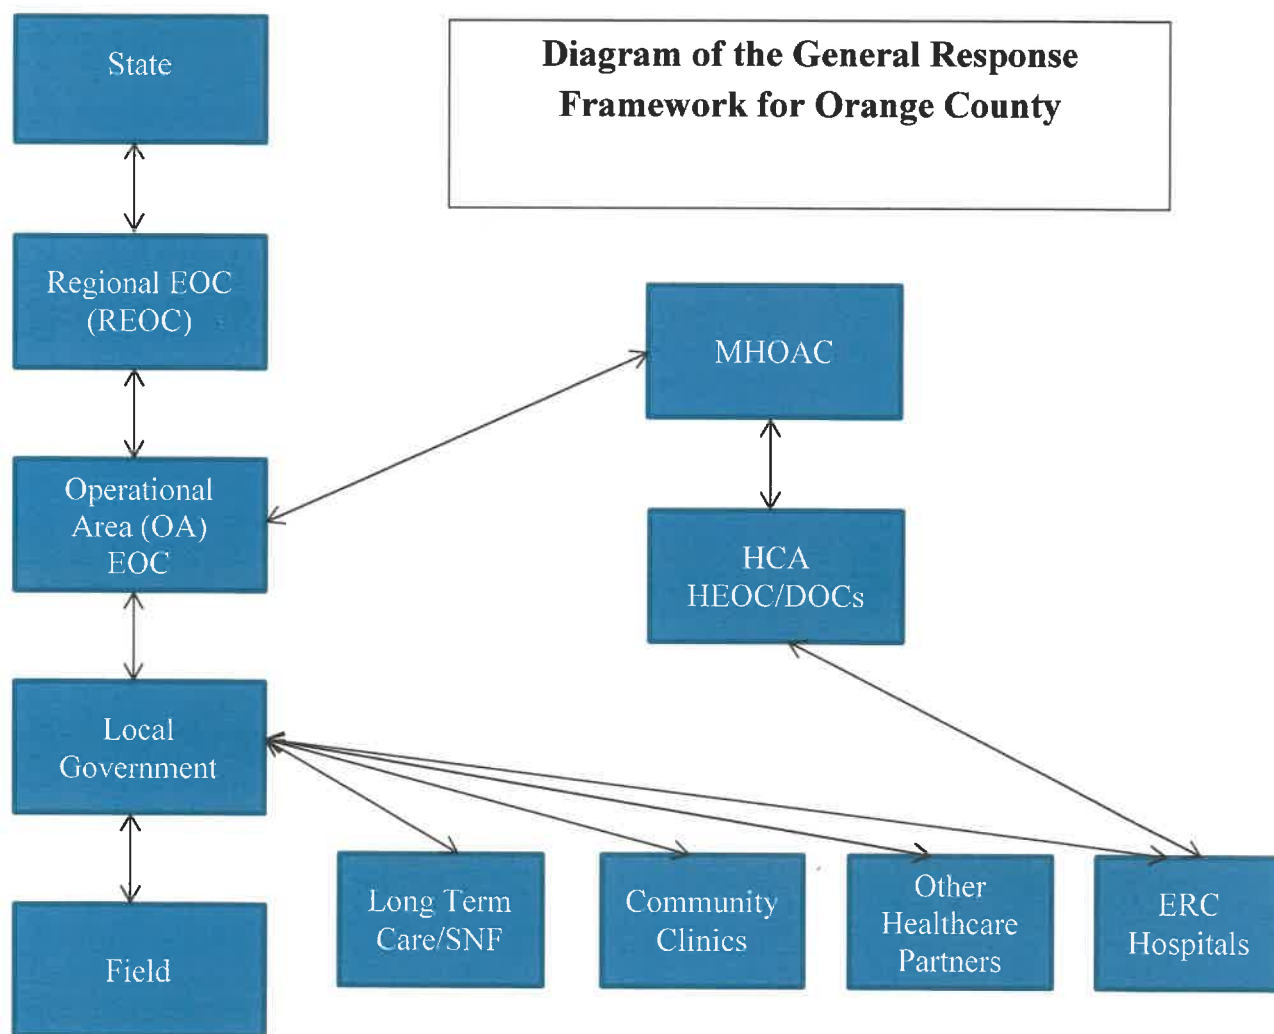 State
Diagram of the General Response
Framework for Orange County
Regional EOC
(REOC)
MHOAC
Operational
Area (OA)
EOC
HCA
HEOC/DOCs
Local
Government
Long Term
Care/SNF
Community
Clinics
Other
Healthcare
Partners
ERC
Hospitals
Field